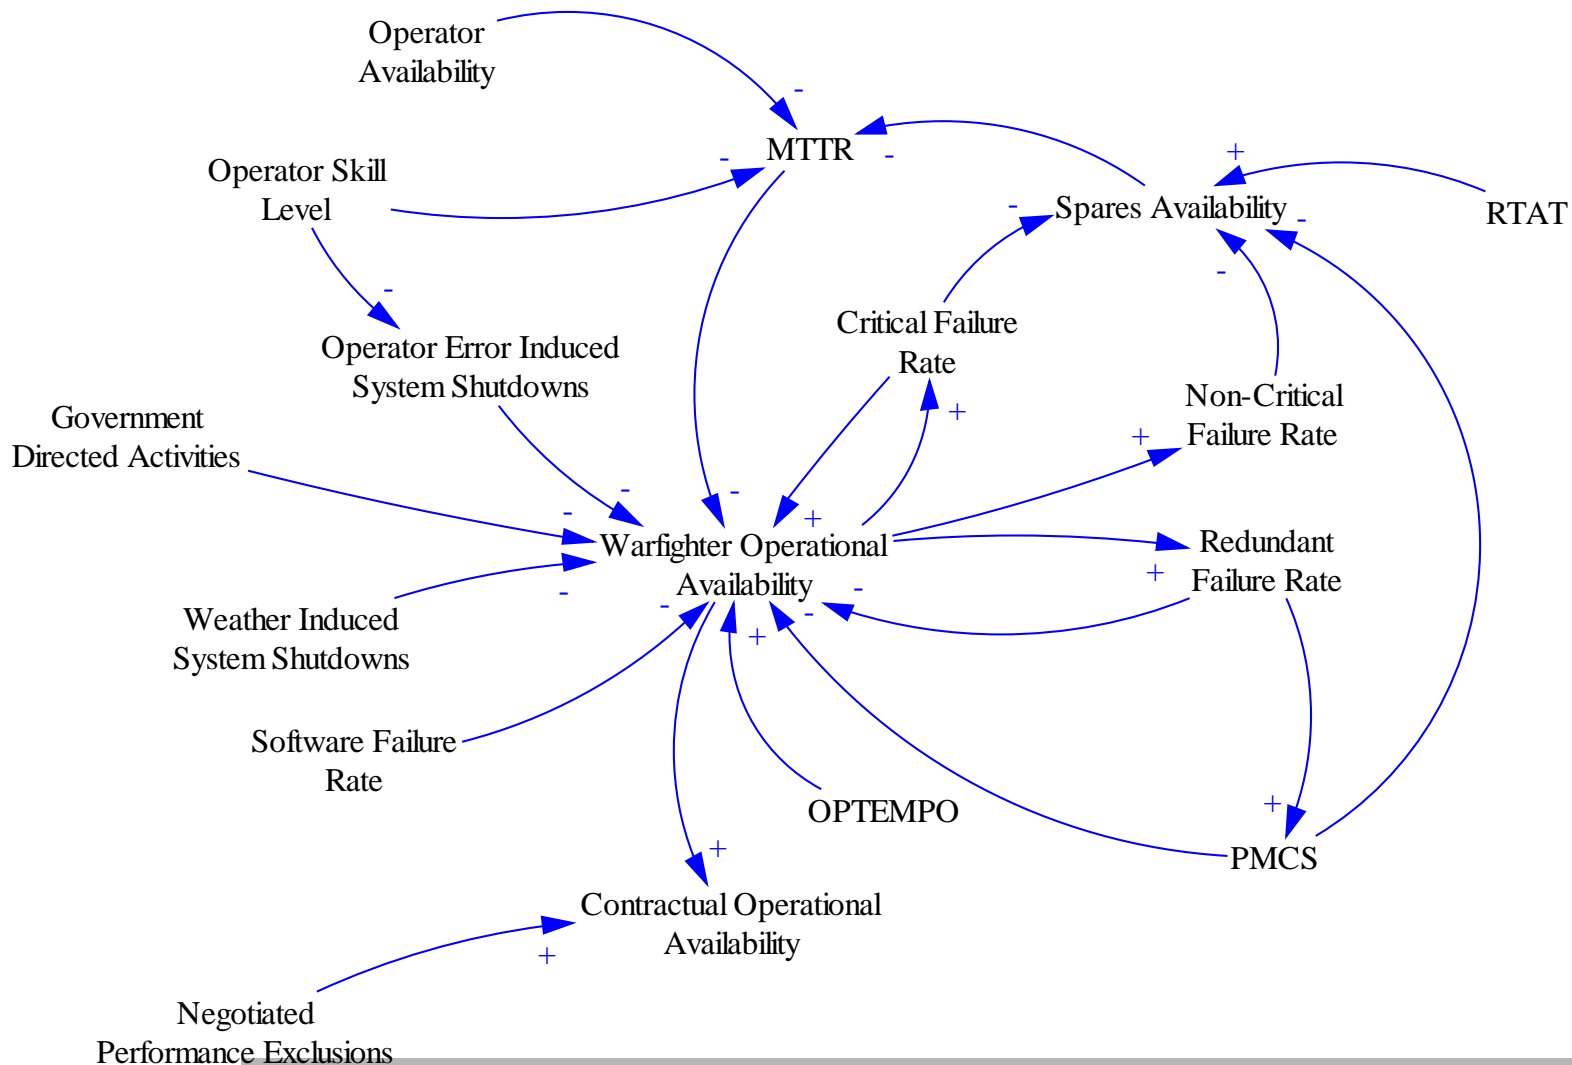 Operator
Availability
-
MTTR
-
-
+
Operator Skill
Level
Spares Availability
-
-
RTAT
-
-
Critical Failure
Rate
+
Operator Error Induced
System Shutdowns
Non-Critical
Failure Rate
+
Government
Directed Activities
-
-
-
+
Warfighter Operational
Availability
-
-
-
-
+
Redundant
Failure Rate
+
Weather Induced
System Shutdowns
Software Failure
Rate
OPTEMPO
+
PMCS
+
Contractual Operational
Availability
+
Negotiated
Performance Exclusions